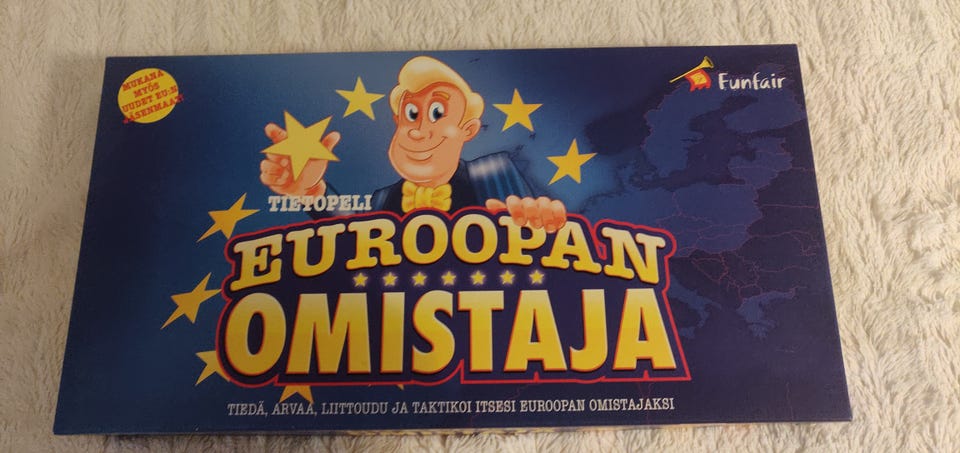 MUKANA
MYÖS
UUDET EU:N
JÄSENMAAT
Funfair
TIETOPELI
EUROOPAN
OMISTAJA
TIEDÄ, ARVAA, LIITTOUDU JA TAKTIKOI ITSESI EUROOPAN OMISTAJAKSI